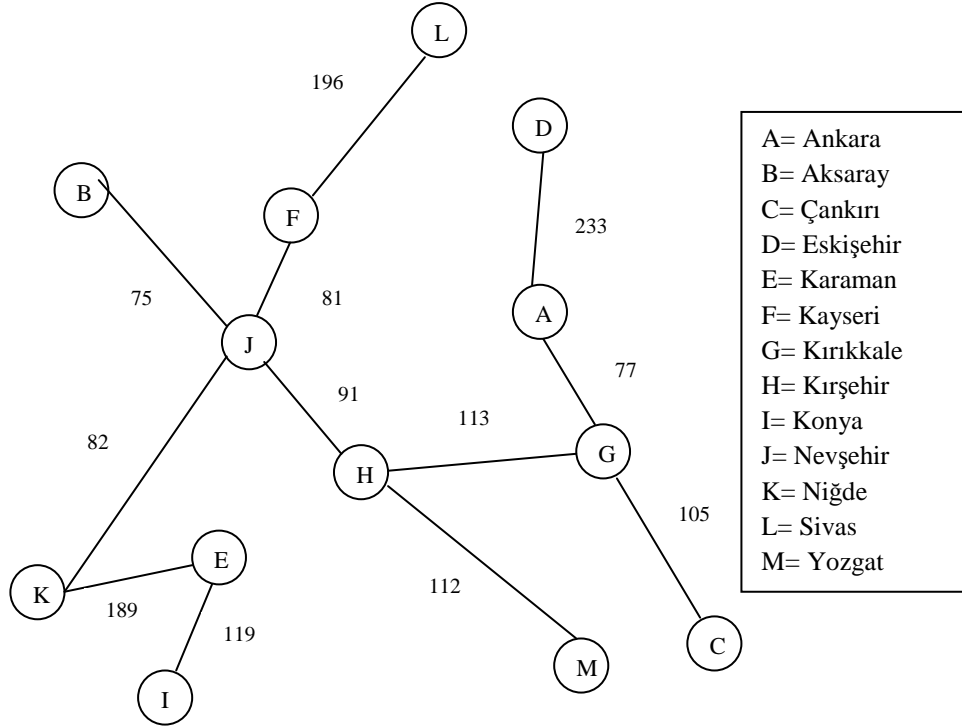 L
196
D
B
F
233
75
81
A
J
77
91
113
82
G
H
105
E
K
112
189
119
C
M
I
A= Ankara
B= Aksaray
C= Çankırı
D= Eskişehir
E= Karaman
F= Kayseri
G= Kırıkkale
H= Kırşehir
I= Konya
J= Nevşehir
K= Niğde
L= Sivas
M= Yozgat